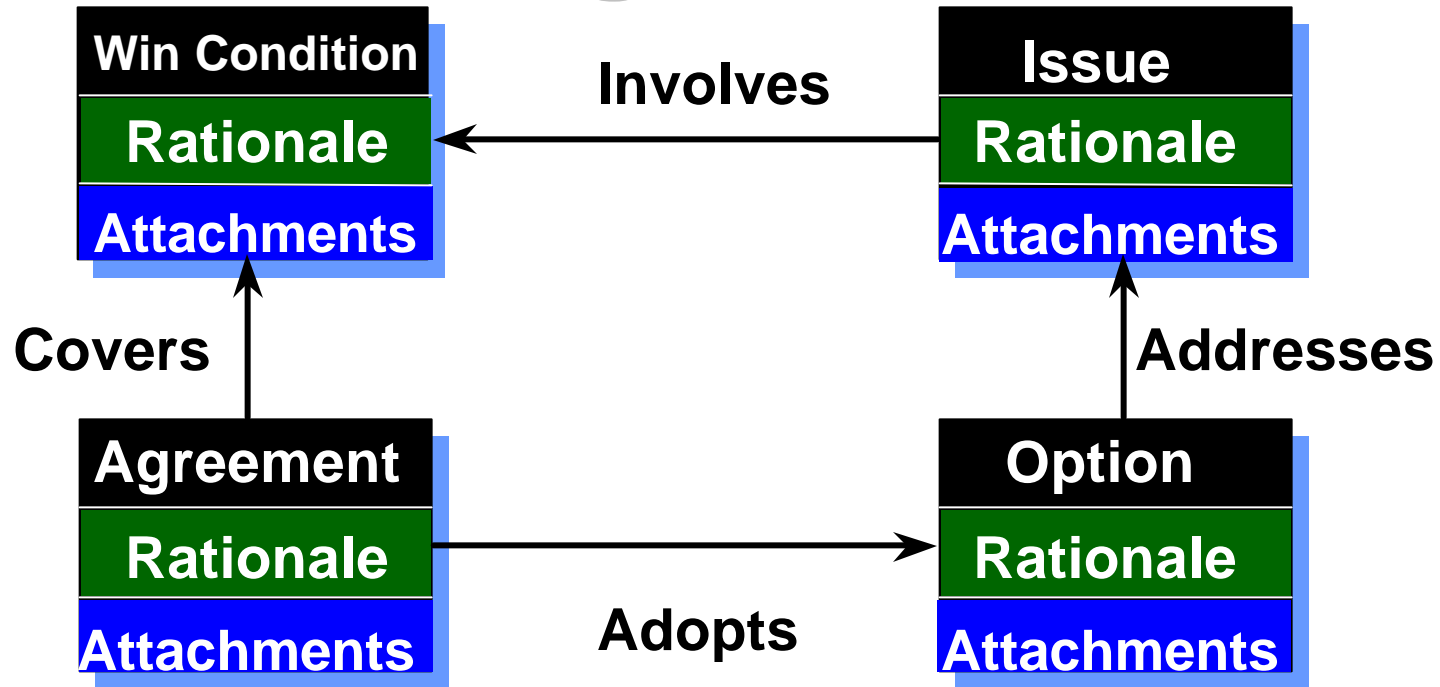 Win Condition
Rationale
Attachments
Involves
Issue
Rationale
Attachments
Covers
Addresses
Agreement
Rationale
Attachments
Adopts
Option
Rationale
Attachments